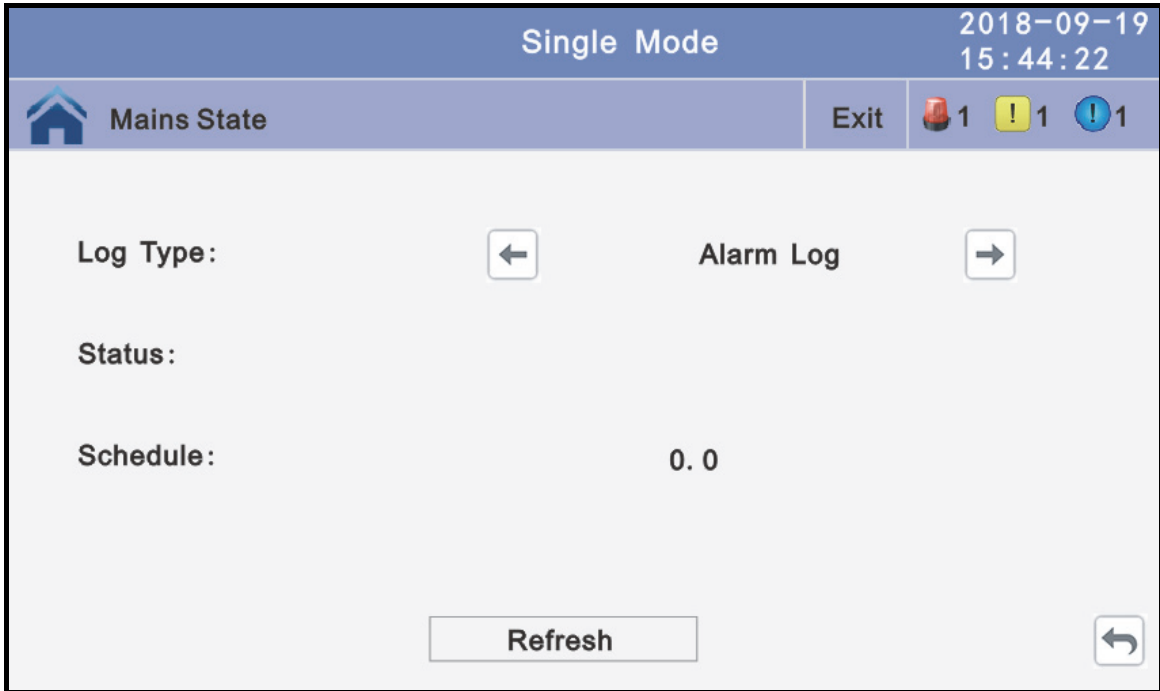 Single Mode
2018-09-19
15:44:22
Mains State
Exit
1
! 1
! 1
Log Type:
Alarm Log
Status:
Schedule:
0.0
Refresh